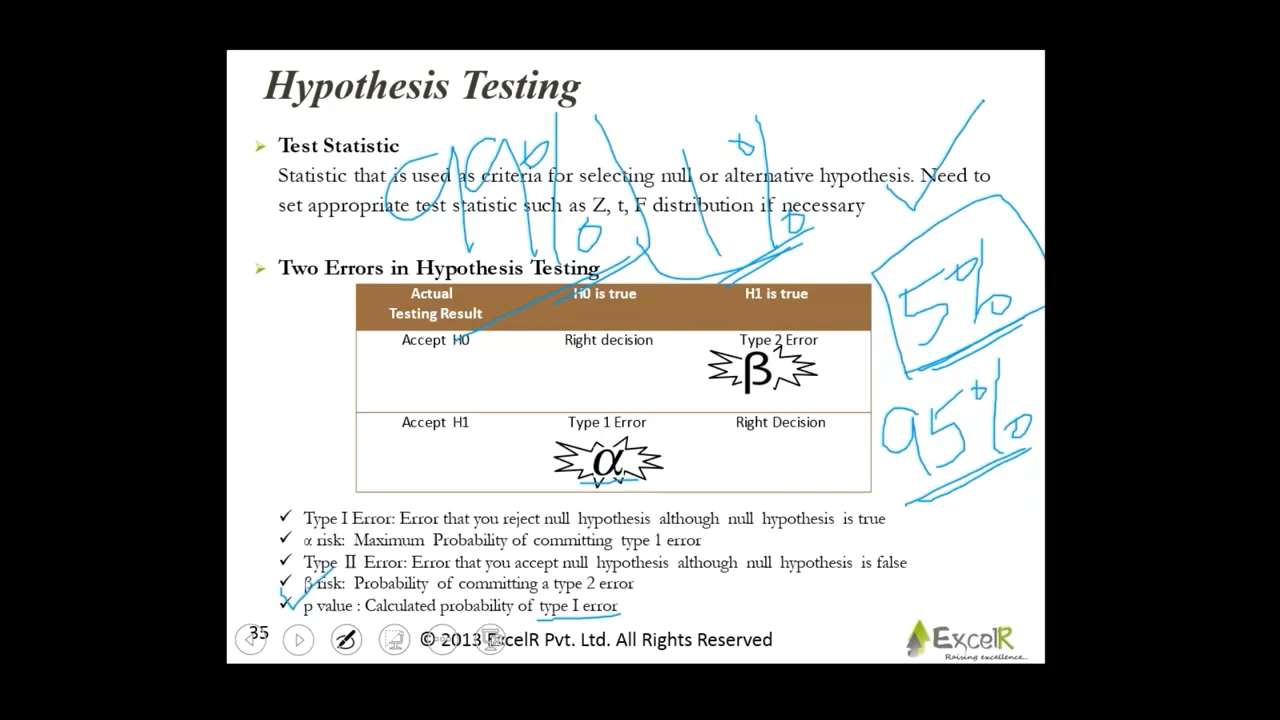 Hypothesis Testing
Test Statistic
Statistic that is used as criteria for selecting null or alternative hypothesis. Need to
set appropriate test statistic such as Z, t, F distribution if necessary
99% 1%
5%
95%
Two Errors in Hypothesis Testing
Actual H0 is true H1 is true
Testing Result
Accept H0 Right decision Type 2 Error
β
Accept H1 Type 1 Error Right Decision
α
Type I Error: Error that you reject null hypothesis although null hypothesis is true
α risk: Maximum Probability of committing type 1 error
Type II Error: Error that you accept null hypothesis although null hypothesis is false
β risk: Probability of committing a type 2 error
p value : Calculated probability of type I error
35
© 2013 ExcelR Pvt. Ltd. All Rights Reserved
ExcelR
Raising excellence...